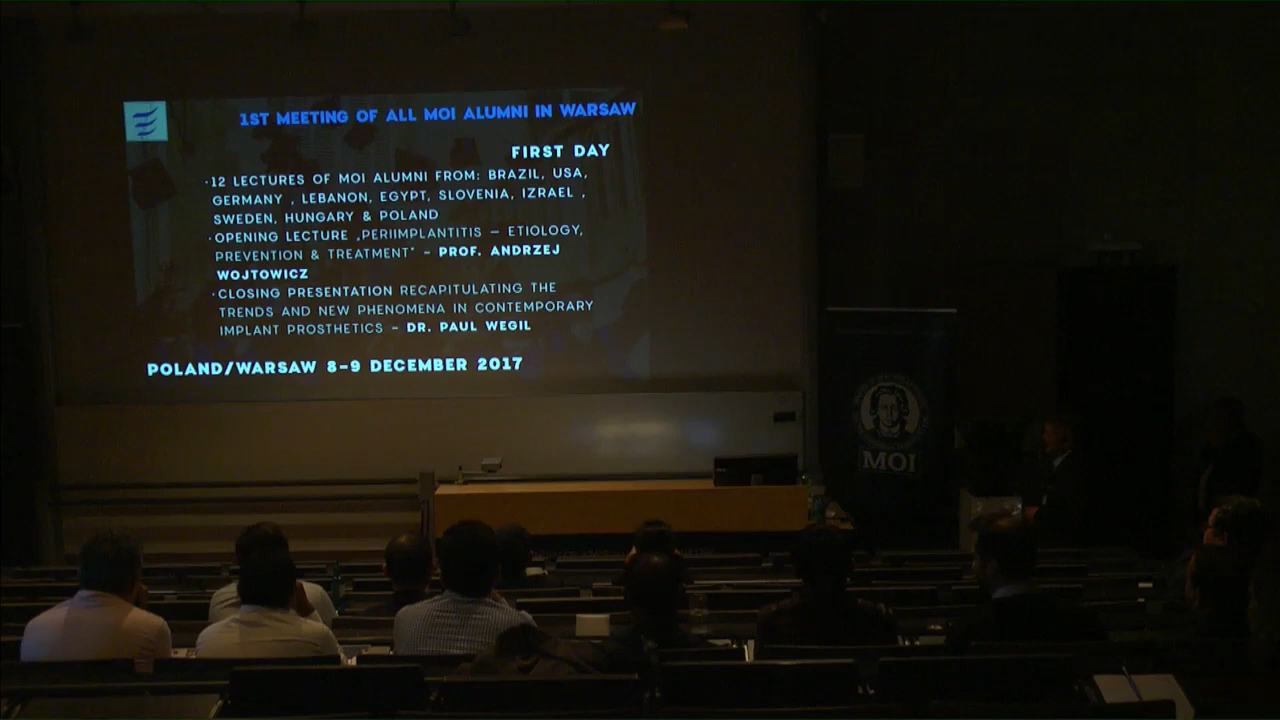 1ST MEETING OF ALL MOI ALUMNI IN WARSAW
FIRST DAY
·12 LECTURES OF MOI ALUMNI FROM: BRAZIL, USA,
GERMANY , LEBANON, EGYPT, SLOVENIA, IZRAEL ,
SWEDEN, HUNGARY & POLAND
·OPENING LECTURE „PERIIMPLANTITIS – ETIOLOGY,
PREVENTION & TREATMENT" – PROF. ANDRZEJ
WOJTOWICZ
·CLOSING PRESENTATION RECAPITULATING THE
TRENDS AND NEW PHENOMENA IN CONTEMPORARY
IMPLANT PROSTHETICS – DR. PAUL WEGIL
POLAND/WARSAW 8-9 DECEMBER 2017
MOI